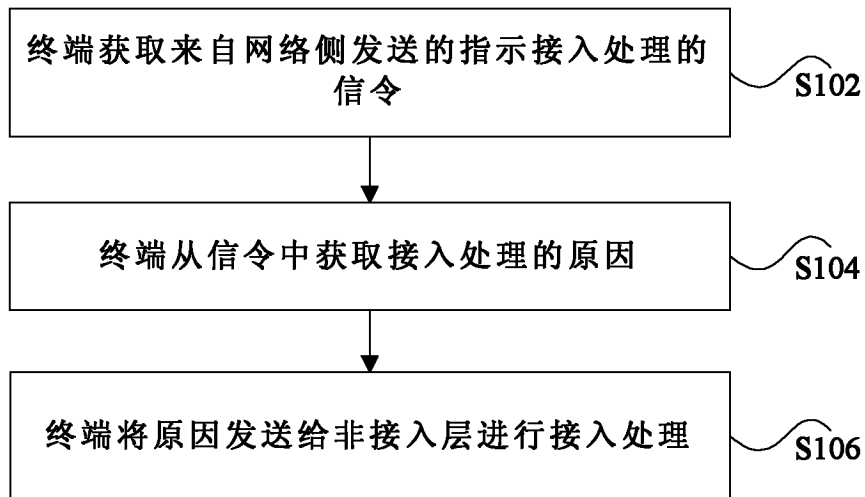 终端获取来自网络侧发送的指示接入处理的
信令
S102
终端从信令中获取接入处理的原因
S104
终端将原因发送给非接入层进行接入处理
S106